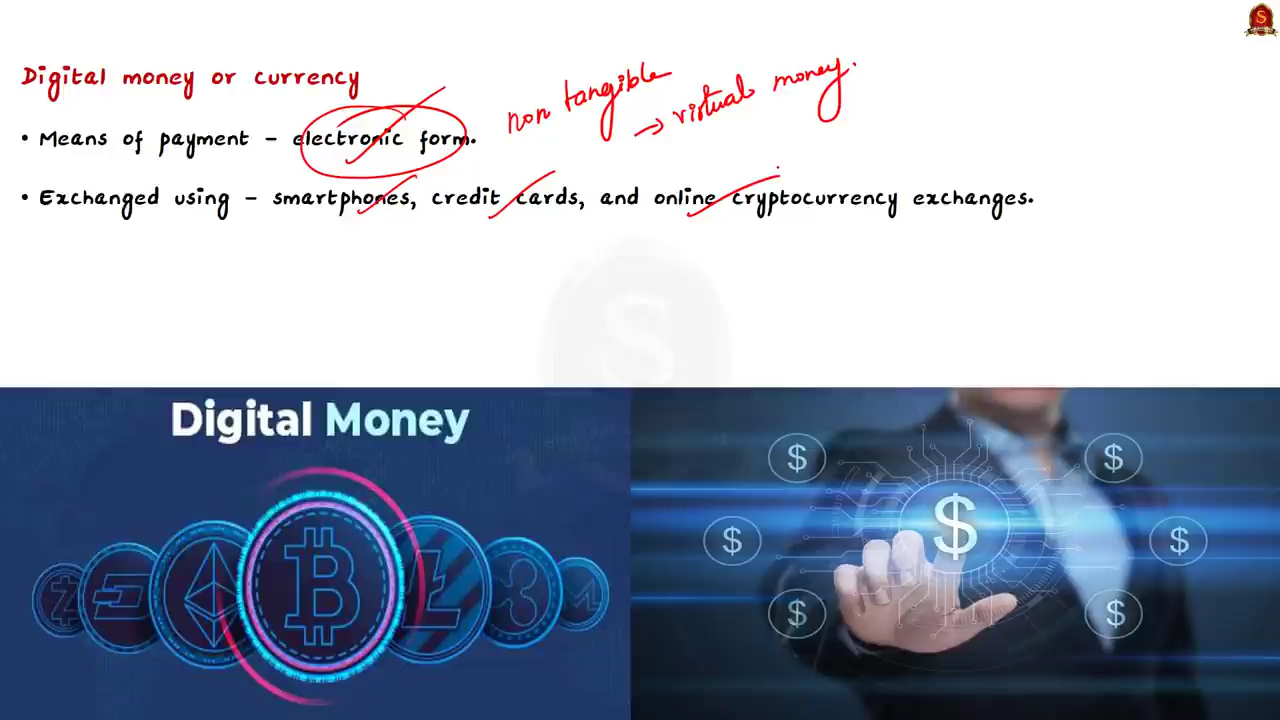 S
Digital money or currency
non tangible
→ virtual money.
• Means of payment – electronic form.
• Exchanged using – smartphones, credit cards, and online cryptocurrency exchanges.
S
Digital Money
$ $
$
$ $
$ $